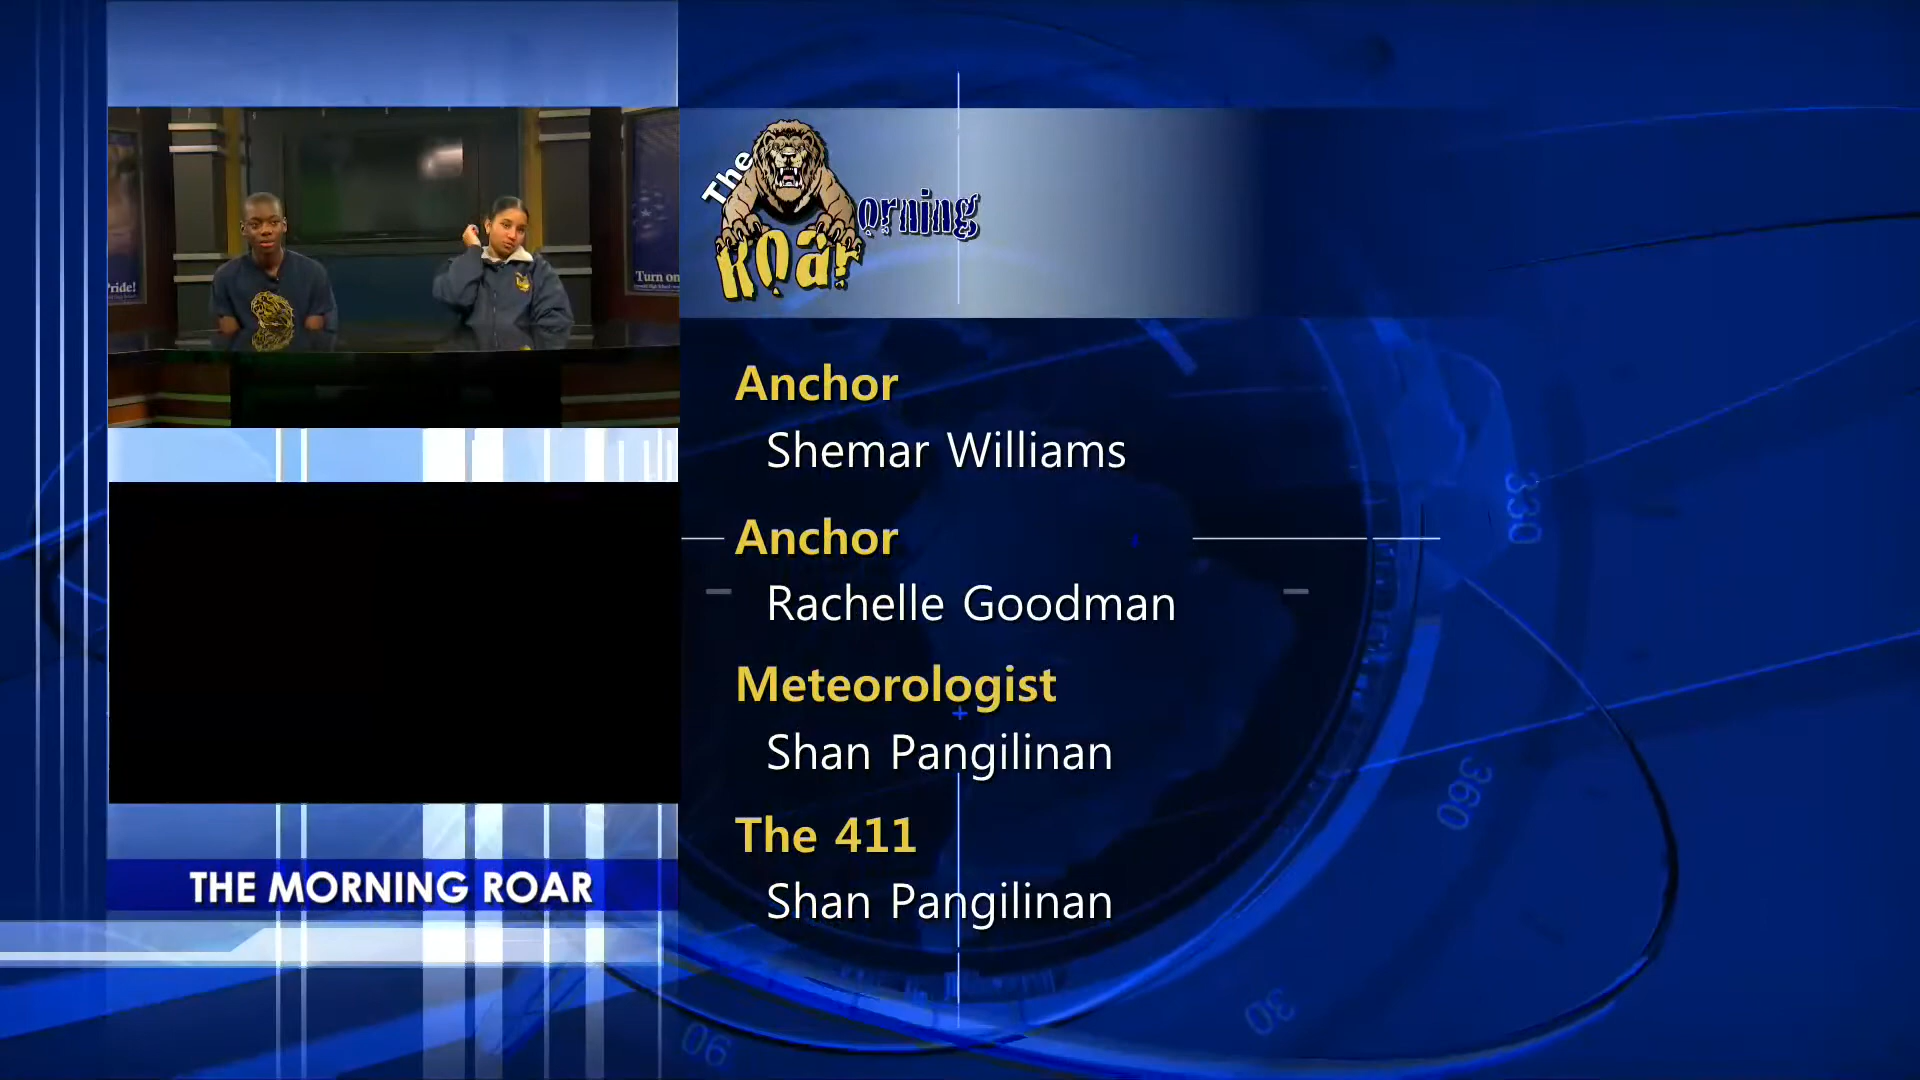 Pride!
Turn on
The
Morning
Roar
Anchor
Shemar Williams
Anchor
Rachelle Goodman
Meteorologist
Shan Pangilinan
The 411
Shan Pangilinan
THE MORNING ROAR
330
360
30
90